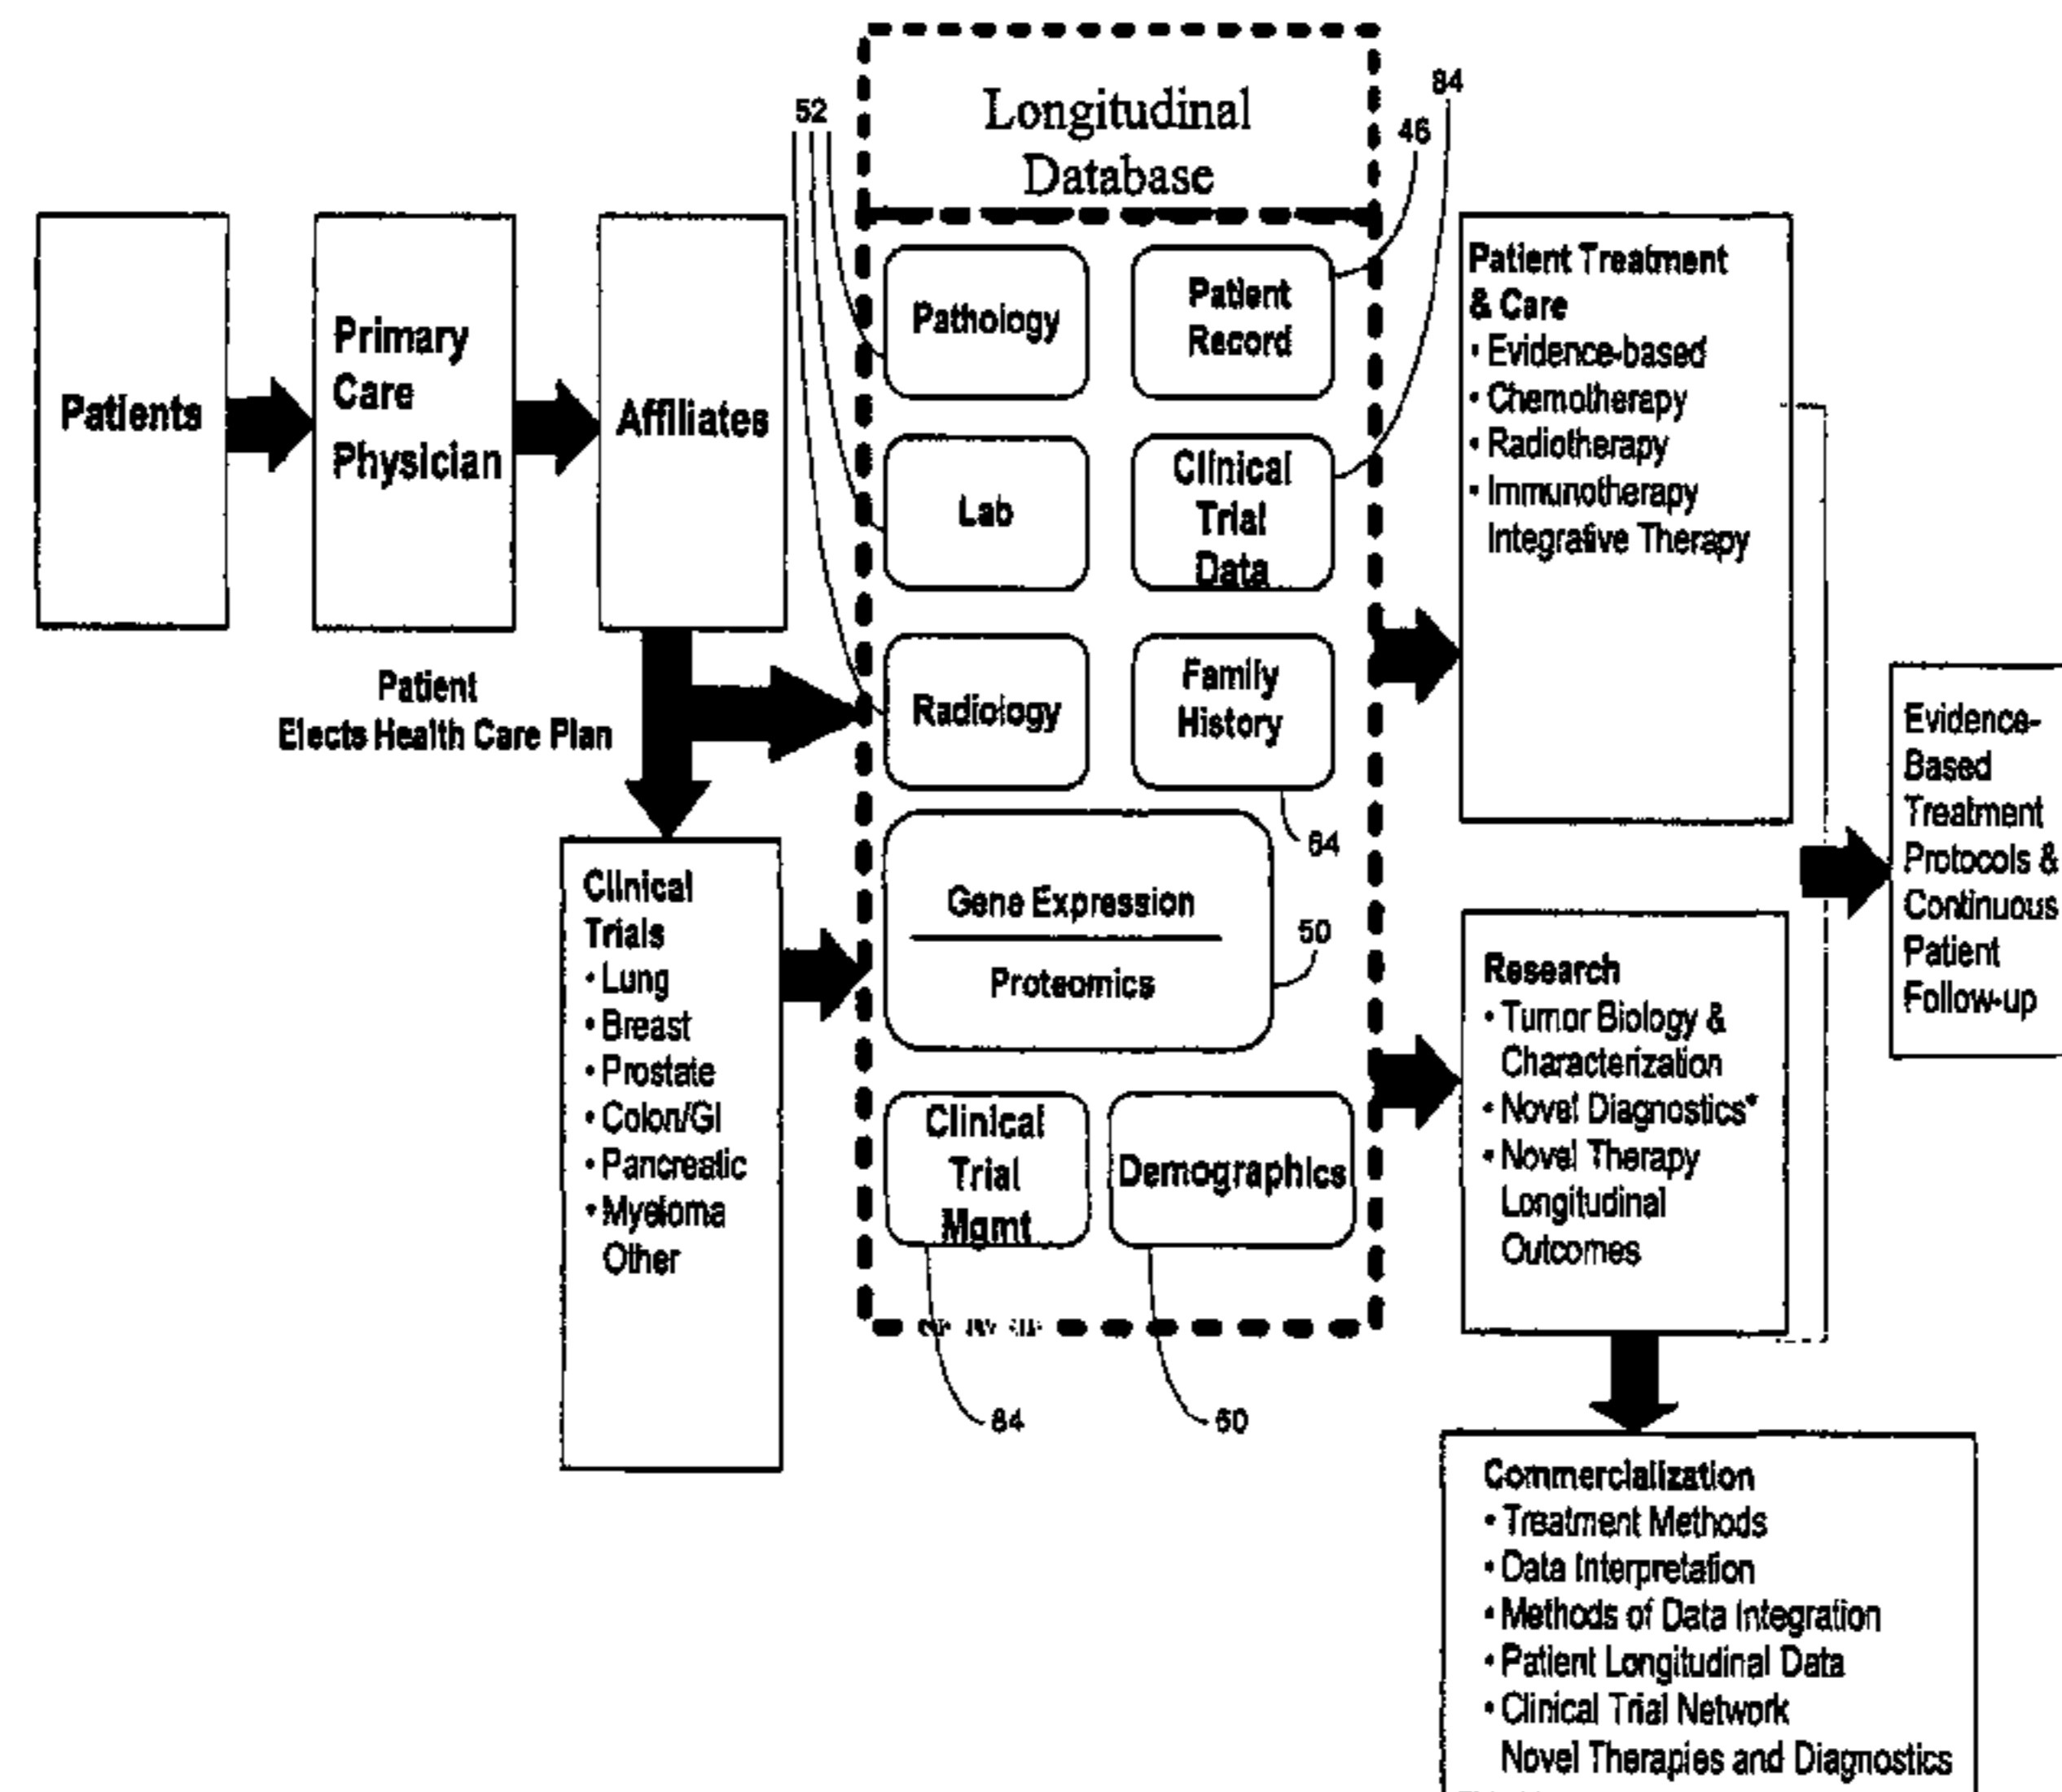 Longitudinal
Database
52
84
46
Patients
Primary
Care
Physician
Affiliates
Patient
Elects Health Care Plan
Clinical
Trials
• Lung
• Breast
• Prostate
• Colon/GI
• Pancreatic
• Myeloma
Other
Pathology
Patient
Record
Lab
Clinical
Trial
Data
Radiology
Family
History
64
Gene Expression
Proteomics
50
Clinical
Trial
Mgmt
Demographics
84
60
Patient Treatment
& Care
• Evidence-based
• Chemotherapy
• Radiotherapy
• Immunotherapy
Integrative Therapy
Research
• Tumor Biology &
Characterization
• Novel Diagnostics*
• Novel Therapy
Longitudinal
Outcomes
Evidence-
Based
Treatment
Protocols &
Continuous
Patient
Follow-up
Commercialization
• Treatment Methods
• Data Interpretation
• Methods of Data Integration
• Patient Longitudinal Data
• Clinical Trial Network
Novel Therapies and Diagnostics